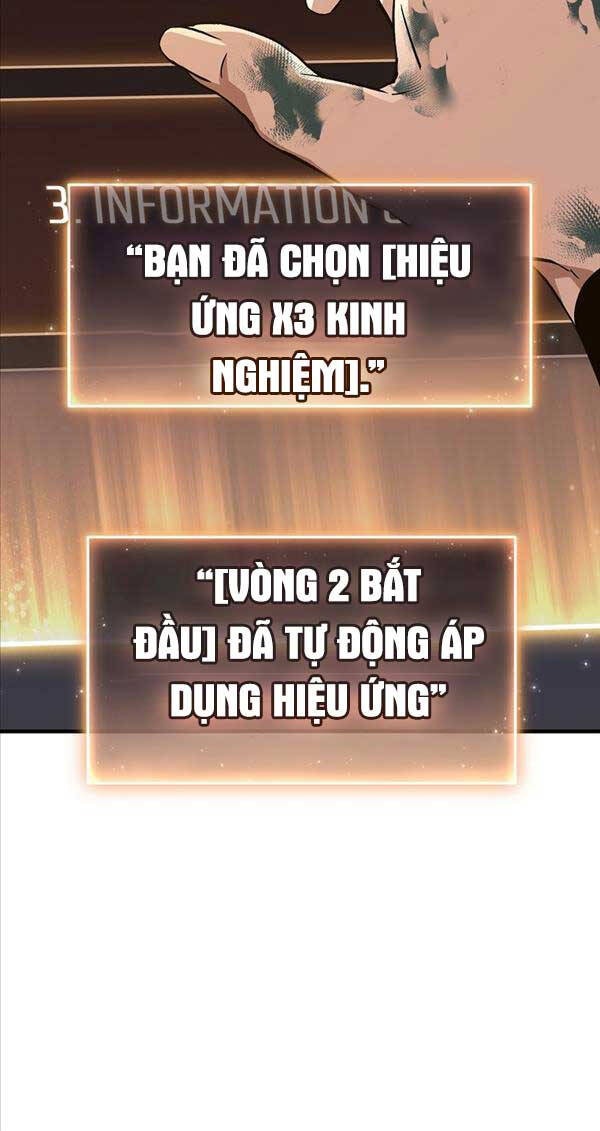 3. INFORMATION
“BẠN ĐÃ CHỌN [HIỆU
ỨNG X3 KINH
NGHIỆM].”
“[VÒNG 2 BẮT
ĐẦU] ĐÃ TỰ ĐỘNG ÁP
DỤNG HIỆU ỨNG”